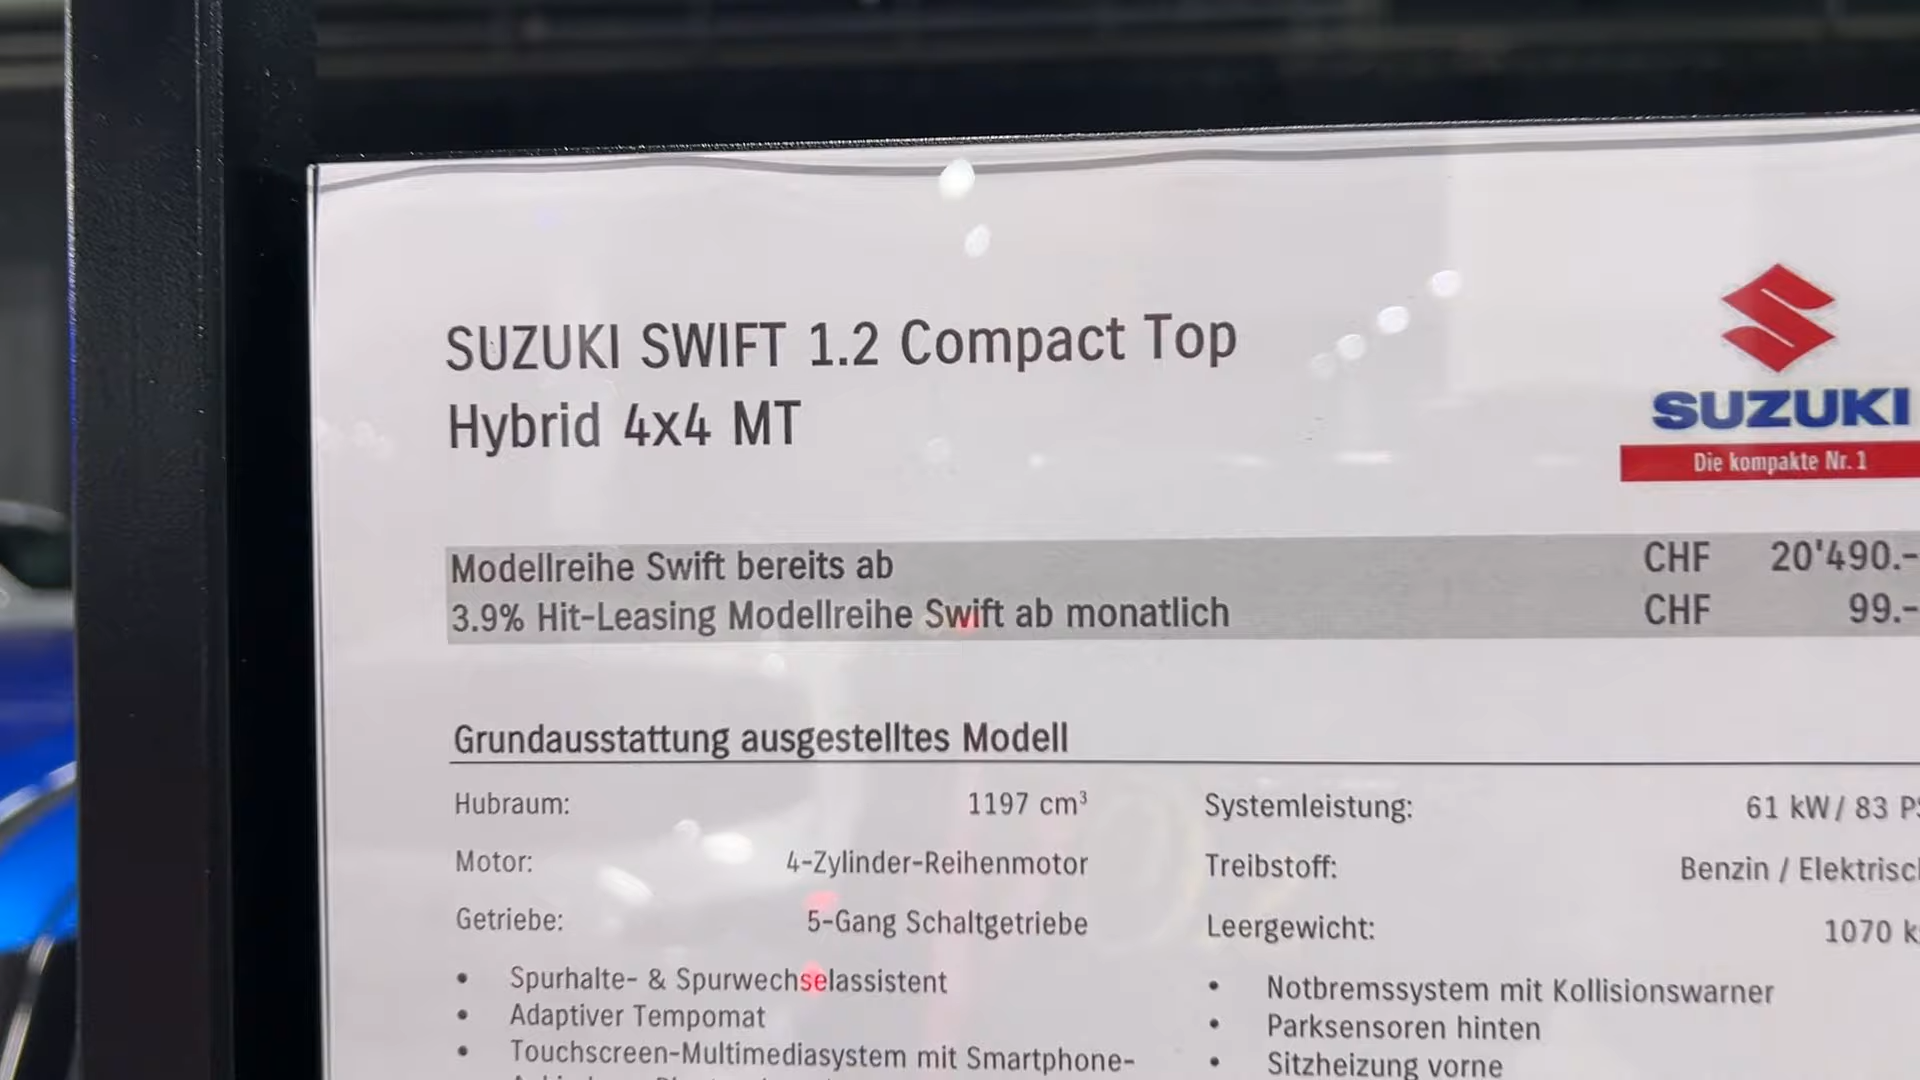 SUZUKI SWIFT 1.2 Compact Top
Hybrid 4x4 MT
SUZUKI
Die kompakte Nr. 1
Modellreihe Swift bereits ab CHF 20'490.-
3.9% Hit-Leasing Modellreihe Swift ab monatlich CHF 99.-
Grundausstattung ausgestelltes Modell
Hubraum: 1197 cm³ Systemleistung: 61 kW/ 83 PS
Motor: 4-Zylinder-Reihenmotor Treibstoff: Benzin / Elektrisch
Getriebe: 5-Gang Schaltgetriebe Leergewicht: 1070 k
• Spurhalte- & Spurwechselassistent
• Adaptiver Tempomat
• Touchscreen-Multimediasystem mit Smartphone-
• Notbremssystem mit Kollisionswarner
• Parksensoren hinten
• Sitzheizung vorne